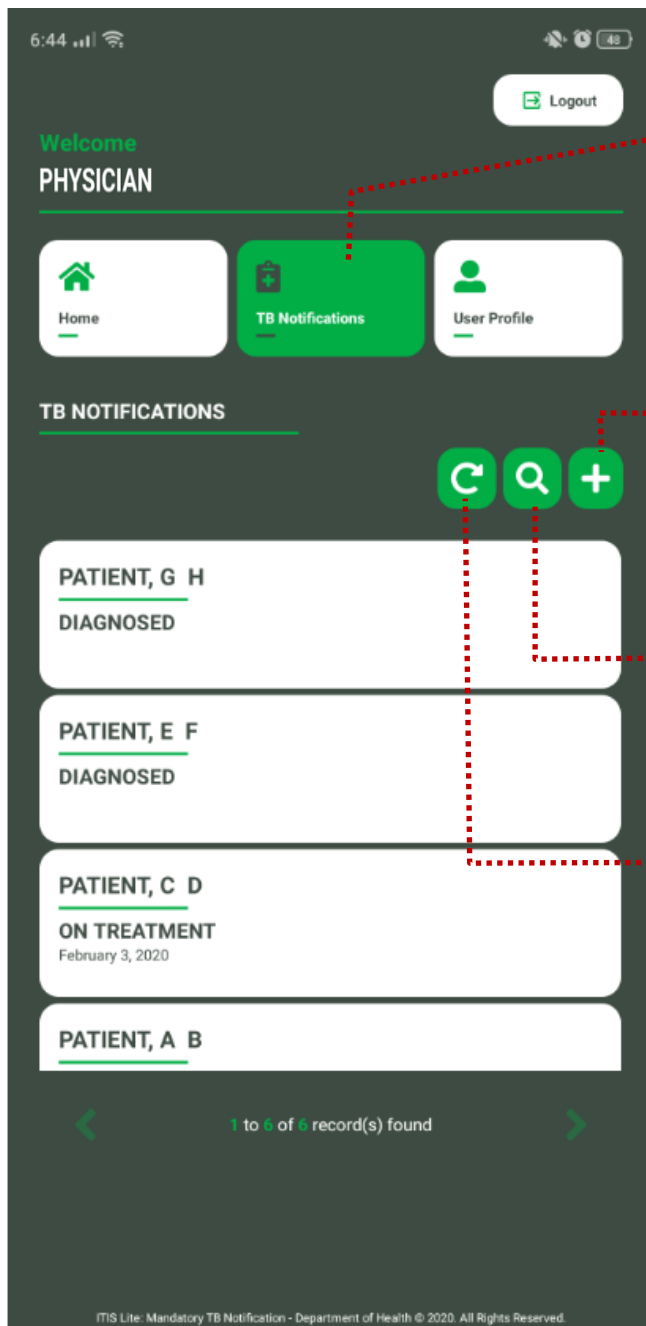 6:44
48
Logout
Welcome
PHYSICIAN
Home
TB Notifications
User Profile
TB NOTIFICATIONS
PATIENT, G H
DIAGNOSED
PATIENT, E F
DIAGNOSED
PATIENT, C D
ON TREATMENT
February 3, 2020
PATIENT, A B
1 to 6 of 6 record(s) found
ITIS Lite: Mandatory TB Notification - Department of Health © 2020. All Rights Reserved.